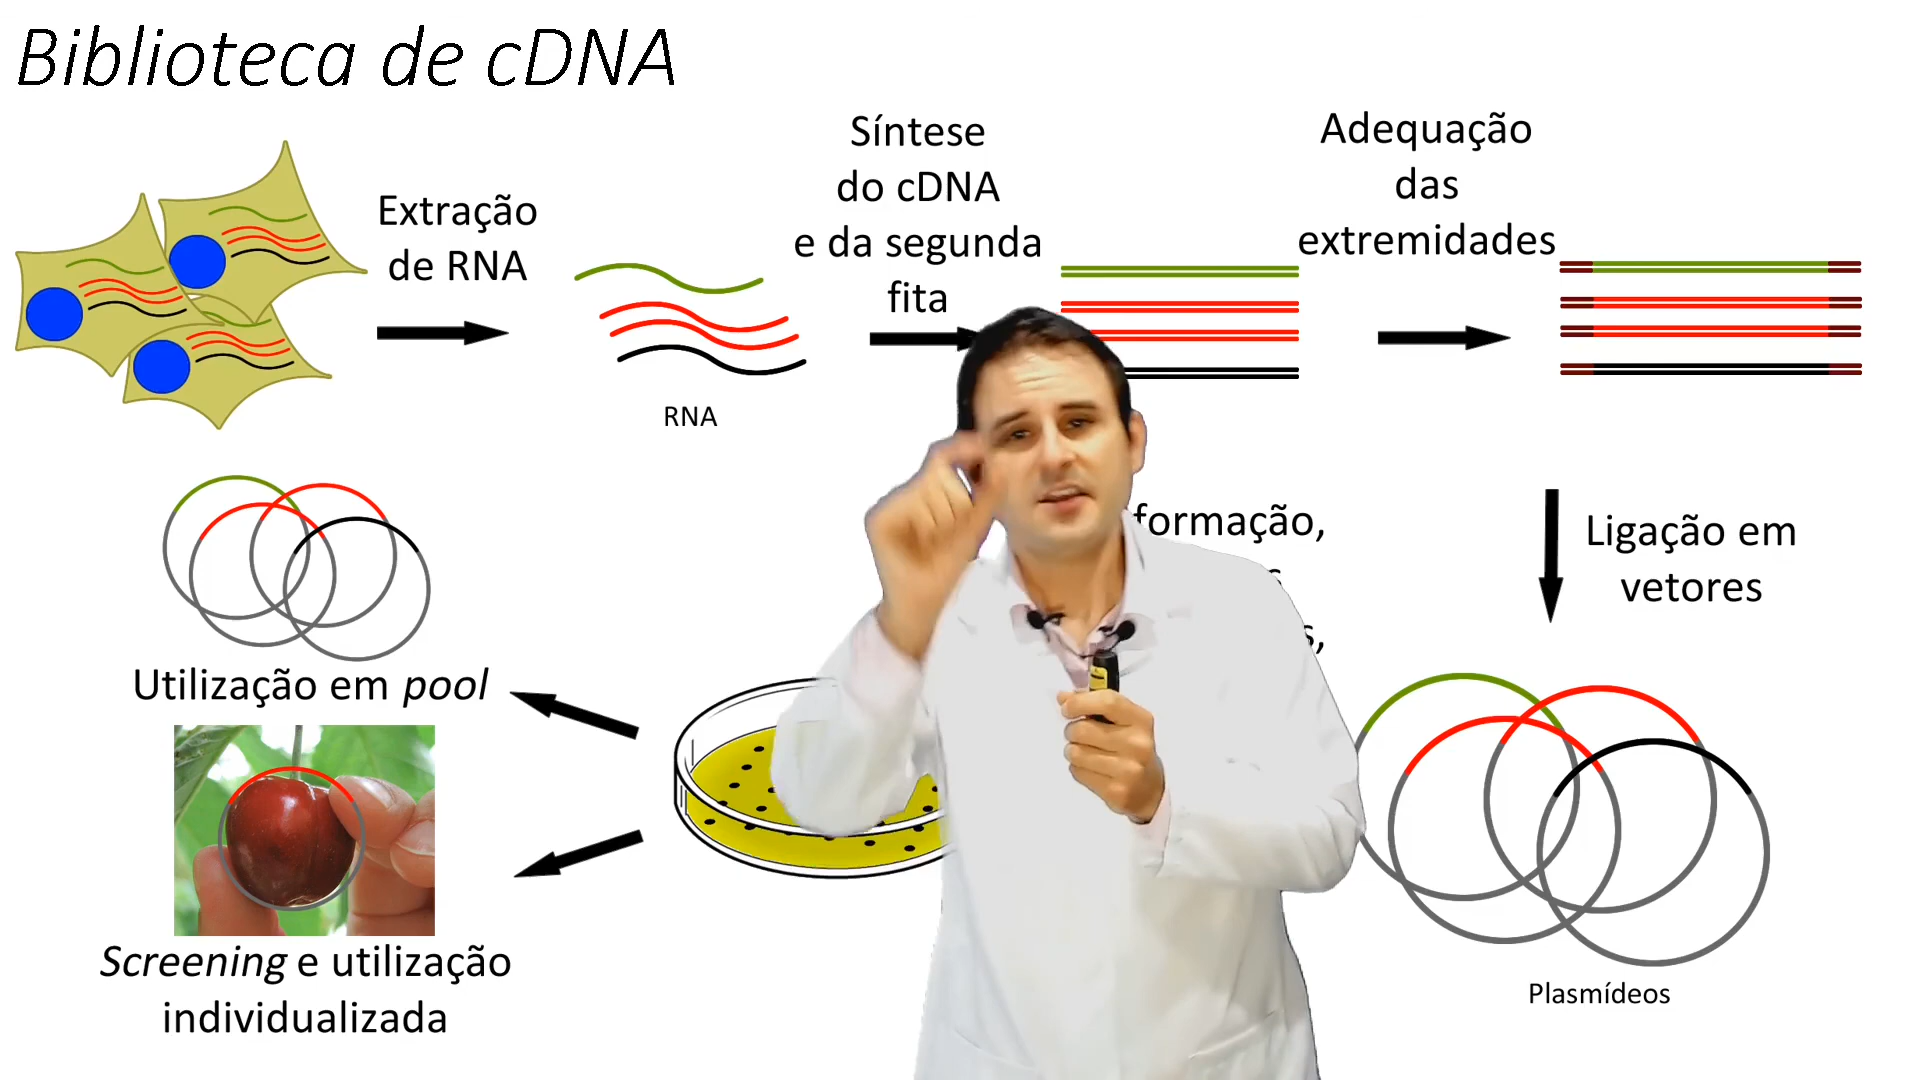 Biblioteca de cDNA
Extração
de RNA
Síntese
do cDNA
e da segunda
fita
Adequação
das
extremidades
RNA
Ligação em
vetores
Plasmídeos
Utilização em pool
Screening e utilização
individualizada